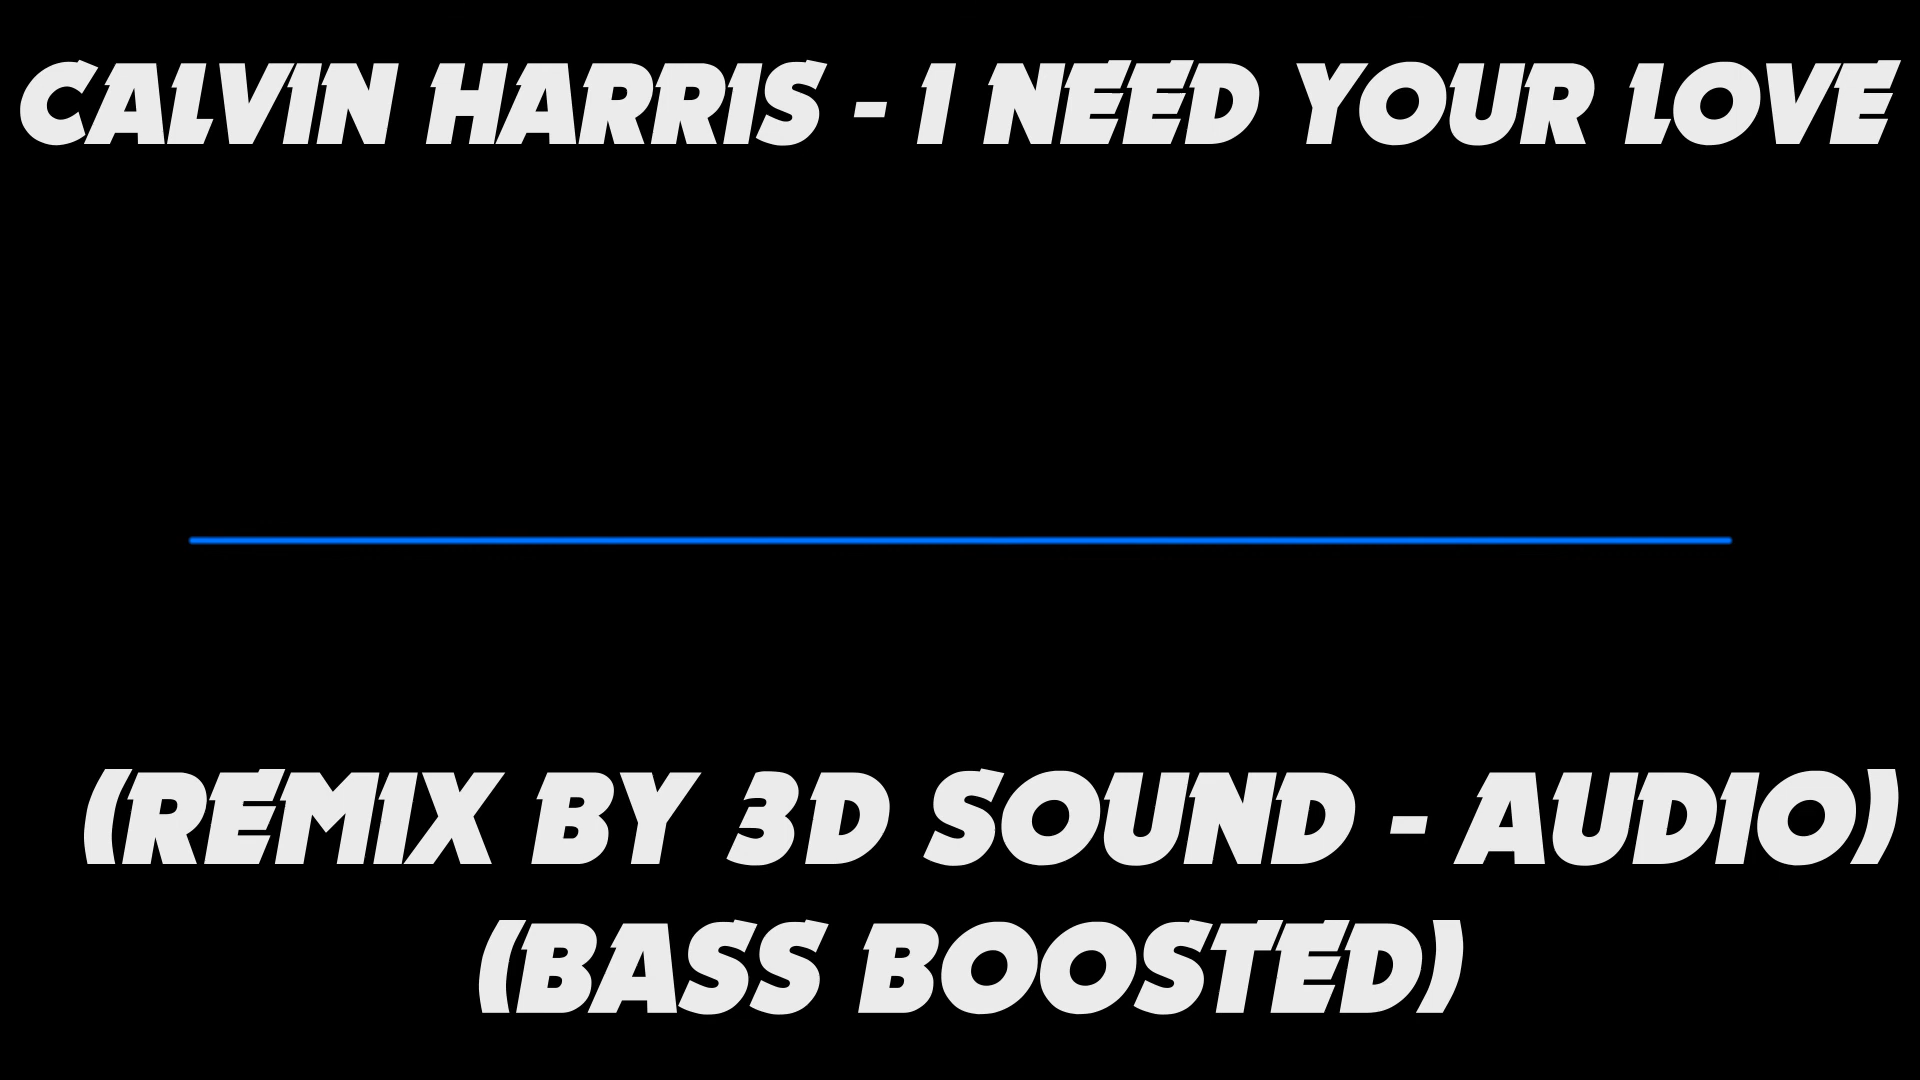 CALVIN HARRIS - I NEED YOUR LOVE
(REMIX BY 3D SOUND - AUDIO)
(BASS BOOSTED)